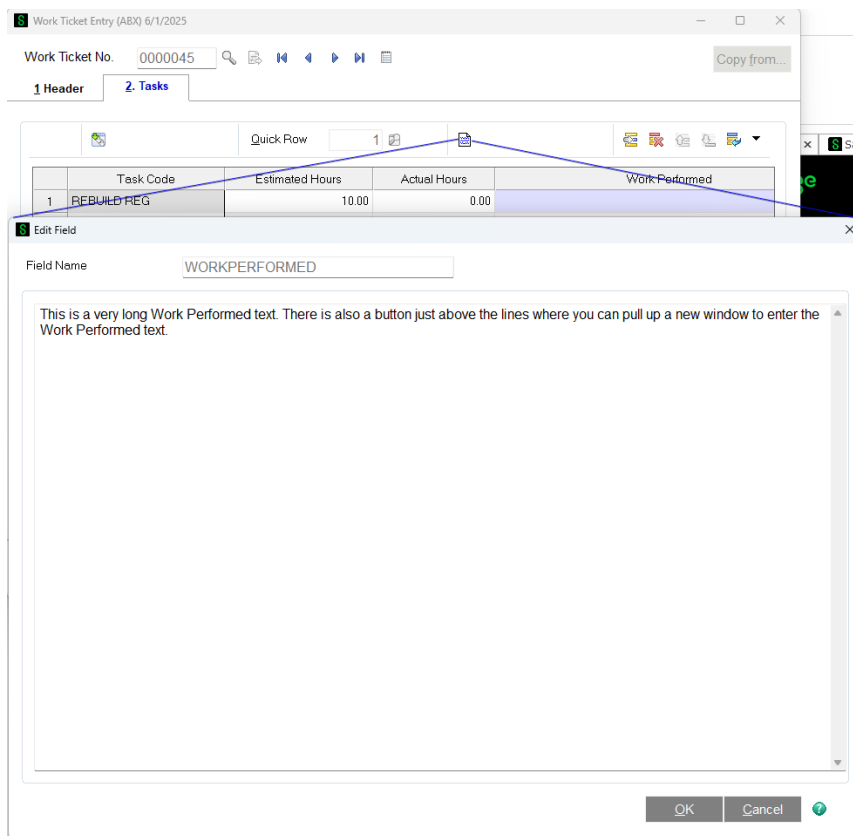 S Work Ticket Entry (ABX) 6/1/2025
Work Ticket No. 0000045
Copy from...
1 Header 2. Tasks
Quick Row 1
S Sa
ge
Task Code Estimated Hours Actual Hours Work Performed
1 REBUILD REG 10.00 0.00
S Edit Field
Field Name WORKPERFORMED
This is a very long Work Performed text. There is also a button just above the lines where you can pull up a new window to enter the
Work Performed text.
OK Cancel ?